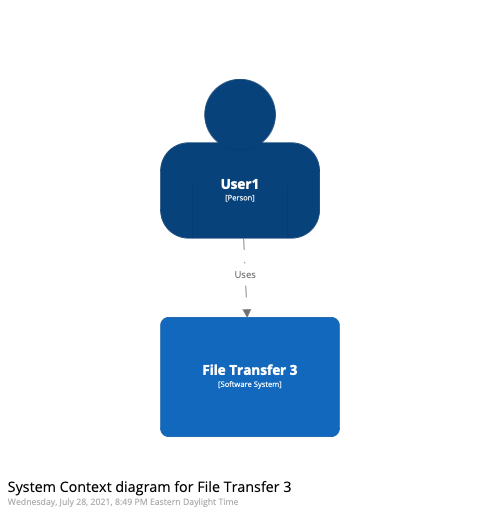 User1
[Person]
Uses
File Transfer 3
[Software System]
System Context diagram for File Transfer 3
Wednesday, July 28, 2021, 8:49 PM Eastern Daylight Time